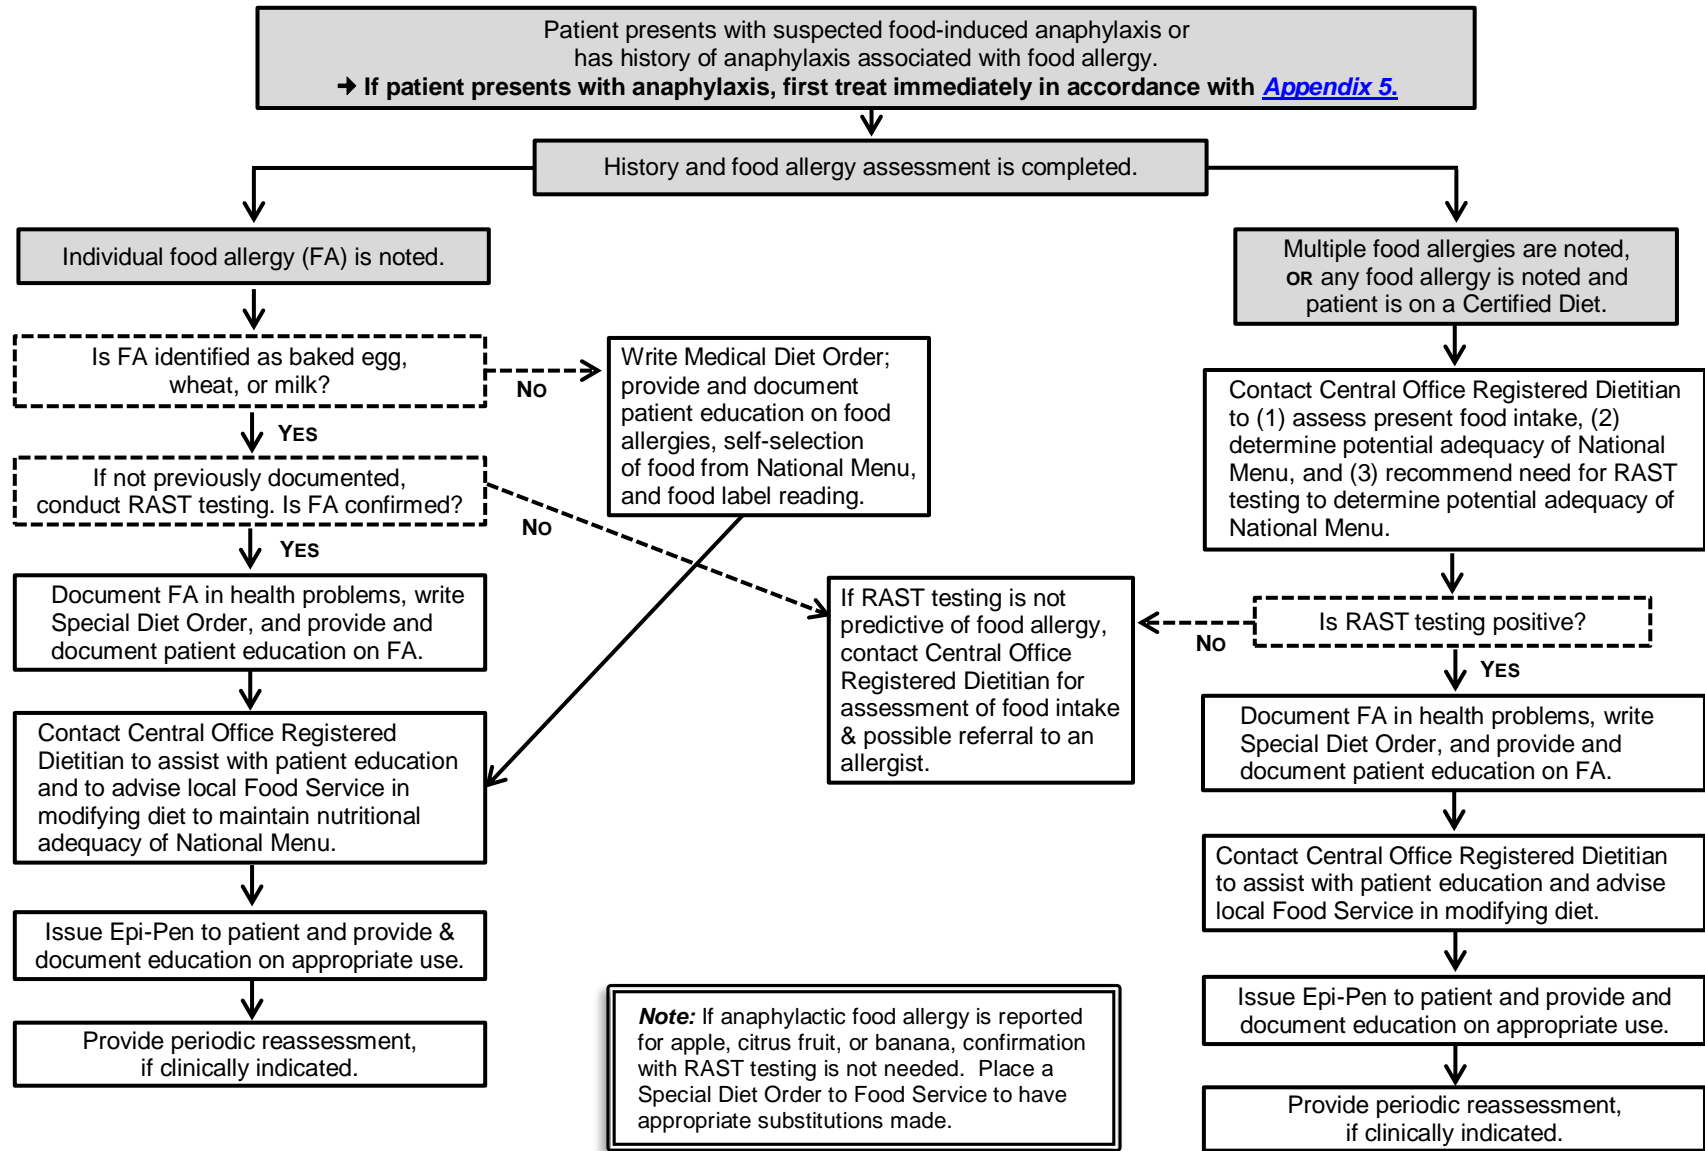 Patient presents with suspected food-induced anaphylaxis or
has history of anaphylaxis associated with food allergy.
➔ If patient presents with anaphylaxis, first treat immediately in accordance with Appendix 5.
History and food allergy assessment is completed.
Individual food allergy (FA) is noted.
Is FA identified as baked egg,
wheat, or milk?
NO
YES
If not previously documented,
conduct RAST testing. Is FA confirmed?
NO
YES
Document FA in health problems, write
Special Diet Order, and provide and
document patient education on FA.
Contact Central Office Registered
Dietitian to assist with patient education
and to advise local Food Service in
modifying diet to maintain nutritional
adequacy of National Menu.
Issue Epi-Pen to patient and provide &
document education on appropriate use.
Provide periodic reassessment,
if clinically indicated.
Write Medical Diet Order;
provide and document
patient education on food
allergies, self-selection
of food from National Menu,
and food label reading.
If RAST testing is not
predictive of food allergy,
contact Central Office
Registered Dietitian for
assessment of food intake
& possible referral to an
allergist.
Note: If anaphylactic food allergy is reported
for apple, citrus fruit, or banana, confirmation
with RAST testing is not needed. Place a
Special Diet Order to Food Service to have
appropriate substitutions made.
Multiple food allergies are noted,
OR any food allergy is noted and
patient is on a Certified Diet.
Contact Central Office Registered Dietitian
to (1) assess present food intake, (2)
determine potential adequacy of National
Menu, and (3) recommend need for RAST
testing to determine potential adequacy of
National Menu.
Is RAST testing positive?
NO
YES
Document FA in health problems, write
Special Diet Order, and provide and
document patient education on FA.
Contact Central Office Registered Dietitian
to assist with patient education and advise
local Food Service in modifying diet.
Issue Epi-Pen to patient and provide and
document education on appropriate use.
Provide periodic reassessment,
if clinically indicated.